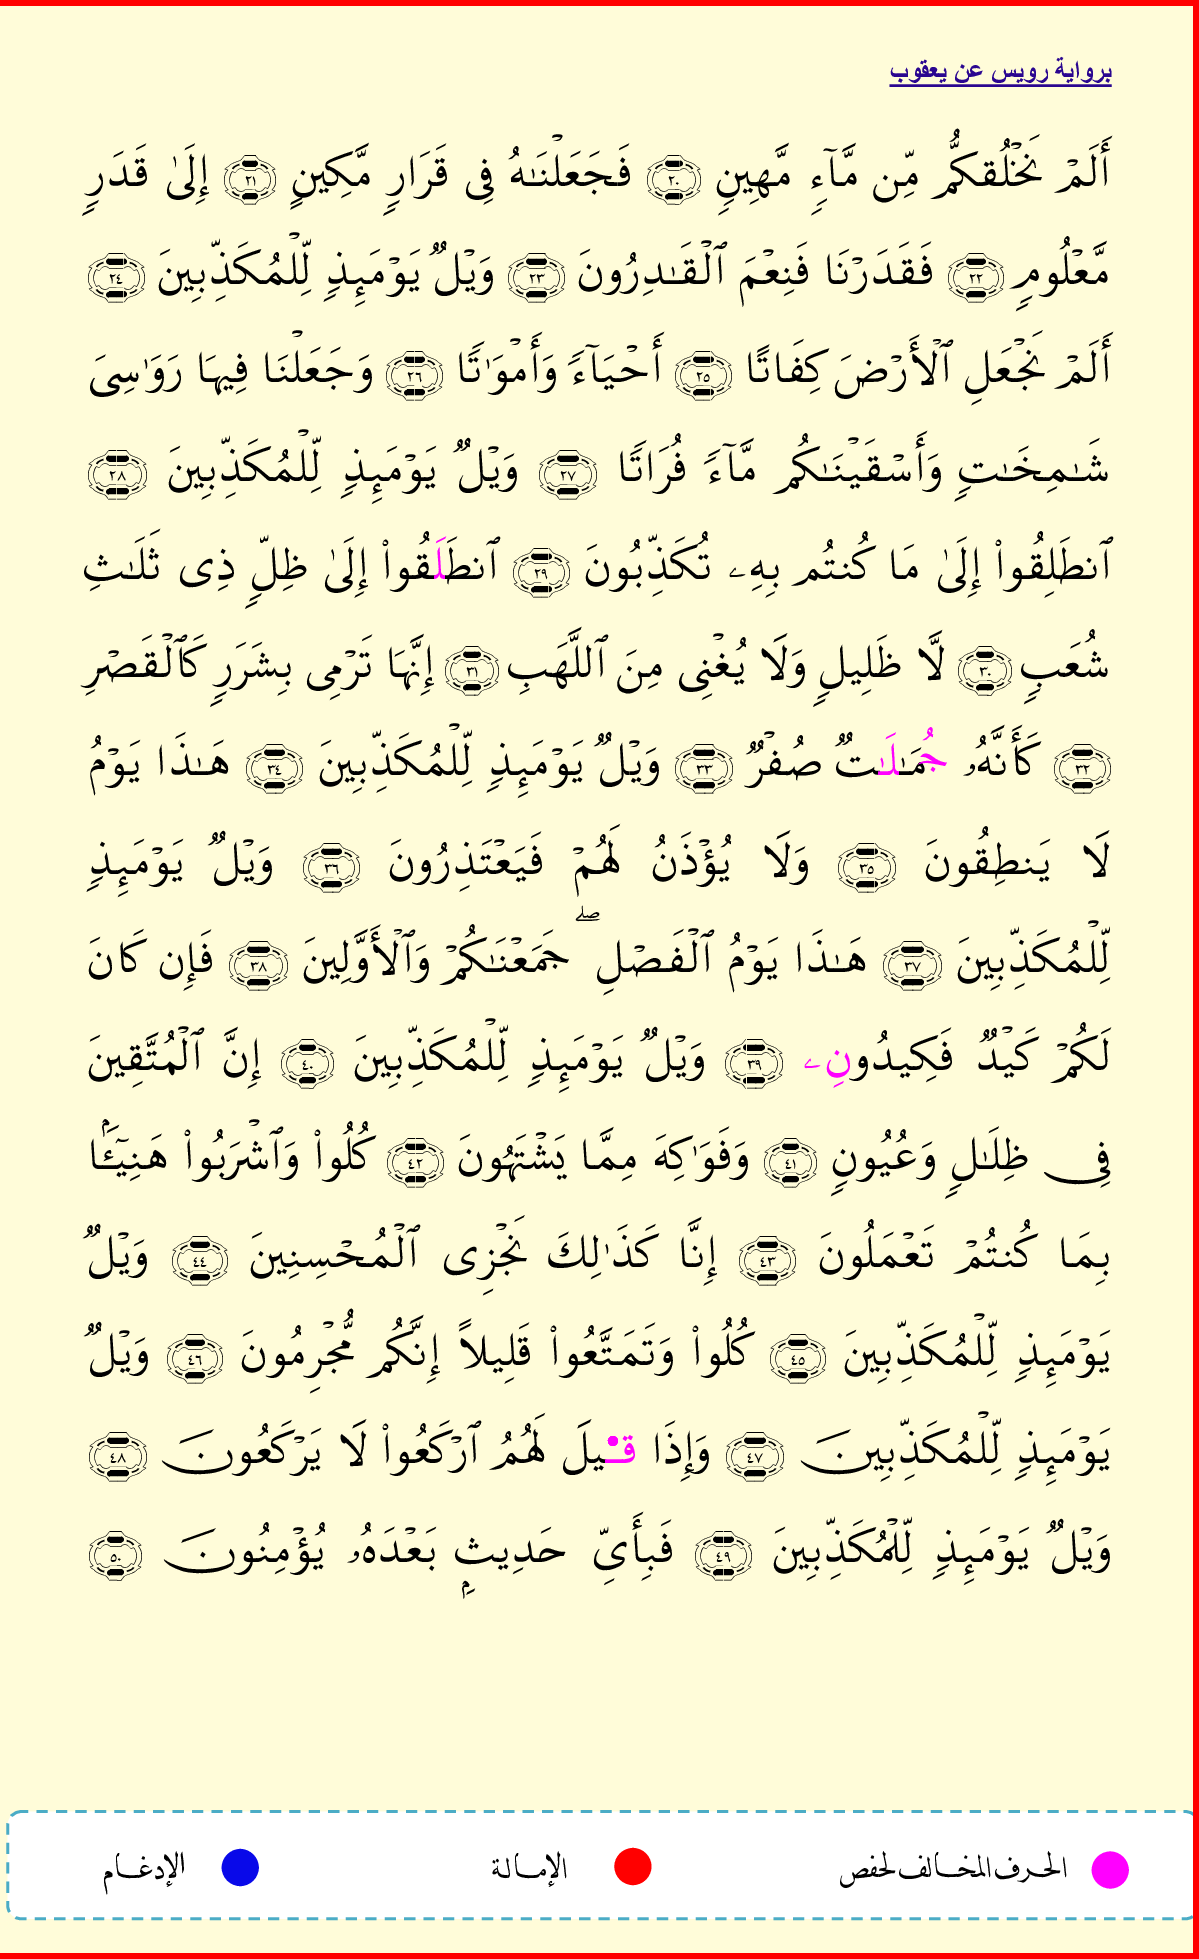 برواية رويس عن يعقوب
أَلَمۡ نَخۡلُقكُّم مِّن مَّآءٖ مَّهِينٖ ٢٠ فَجَعَلۡنَٰهُ فِي قَرَارٖ مَّكِينٍ ٢١ إِلَىٰ قَدَرٖ
مَّعۡلُومٖ ٢٢ فَقَدَرۡنَا فَنِعۡمَ ٱلۡقَٰدِرُونَ ٢٣ وَيۡلٞ يَوۡمَئِذٖ لِّلۡمُكَذِّبِينَ ٢٤
أَلَمۡ نَجۡعَلِ ٱلۡأَرۡضَ كِفَاتًا ٢٥ أَحۡيَآءٗ وَأَمۡوَٰتٗا ٢٦ وَجَعَلۡنَا فِيهَا رَوَٰسِيَ
شَٰمِخَٰتٖ وَأَسۡقَيۡنَٰكُم مَّآءٗ فُرَاتٗا ٢٧ وَيۡلٞ يَوۡمَئِذٖ لِّلۡمُكَذِّبِينَ ٢٨
ٱنطَلِقُواْ إِلَىٰ مَا كُنتُم بِهِۦ تُكَذِّبُونَ ٢٩ ٱنطَلَقُواْ إِلَىٰ ظِلّٖ ذِي ثَلَٰثِ
شُعَبٖ ٣٠ لَّا ظَلِيلٖ وَلَا يُغۡنِي مِنَ ٱللَّهَبِ ٣١ إِنَّهَا تَرۡمِي بِشَرَرٖ كَٱلۡقَصۡرِ
٣٢ كَأَنَّهُۥ جُمَٰلَٰتٞ صُفۡرٞ ٣٣ وَيۡلٞ يَوۡمَئِذٖ لِّلۡمُكَذِّبِينَ ٣٤ هَٰذَا يَوۡمُ
لَا يَنطِقُونَ ٣٥ وَلَا يُؤۡذَنُ لَهُمۡ فَيَعۡتَذِرُونَ ٣٦ وَيۡلٞ يَوۡمَئِذٖ
لِّلۡمُكَذِّبِينَ ٣٧ هَٰذَا يَوۡمُ ٱلۡفَصۡلِۖ جَمَعۡنَٰكُمۡ وَٱلۡأَوَّلِينَ ٣٨ فَإِن كَانَ
لَكُمۡ كَيۡدٞ فَكِيدُونِۦ ٣٩ وَيۡلٞ يَوۡمَئِذٖ لِّلۡمُكَذِّبِينَ ٤٠ إِنَّ ٱلۡمُتَّقِينَ
فِي ظِلَٰلٖ وَعُيُونٖ ٤١ وَفَوَٰكِهَ مِمَّا يَشۡتَهُونَ ٤٢ كُلُواْ وَٱشۡرَبُواْ هَنِيٓـَٔۢا
بِمَا كُنتُمۡ تَعۡمَلُونَ ٤٣ إِنَّا كَذَٰلِكَ نَجۡزِي ٱلۡمُحۡسِنِينَ ٤٤ وَيۡلٞ
يَوۡمَئِذٖ لِّلۡمُكَذِّبِينَ ٤٥ كُلُواْ وَتَمَتَّعُواْ قَلِيلًا إِنَّكُم مُّجۡرِمُونَ ٤٦ وَيۡلٞ
يَوۡمَئِذٖ لِّلۡمُكَذِّبِينَ ٤٧ وَإِذَا قِيلَ لَهُمُ ٱرۡكَعُواْ لَا يَرۡكَعُونَ ٤٨
وَيۡلٞ يَوۡمَئِذٖ لِّلۡمُكَذِّبِينَ ٤٩ فَبِأَيِّ حَدِيثِۭ بَعۡدَهُۥ يُؤۡمِنُونَ ٥٠
الحرف المخالف لحفص الإمالة الإدغام